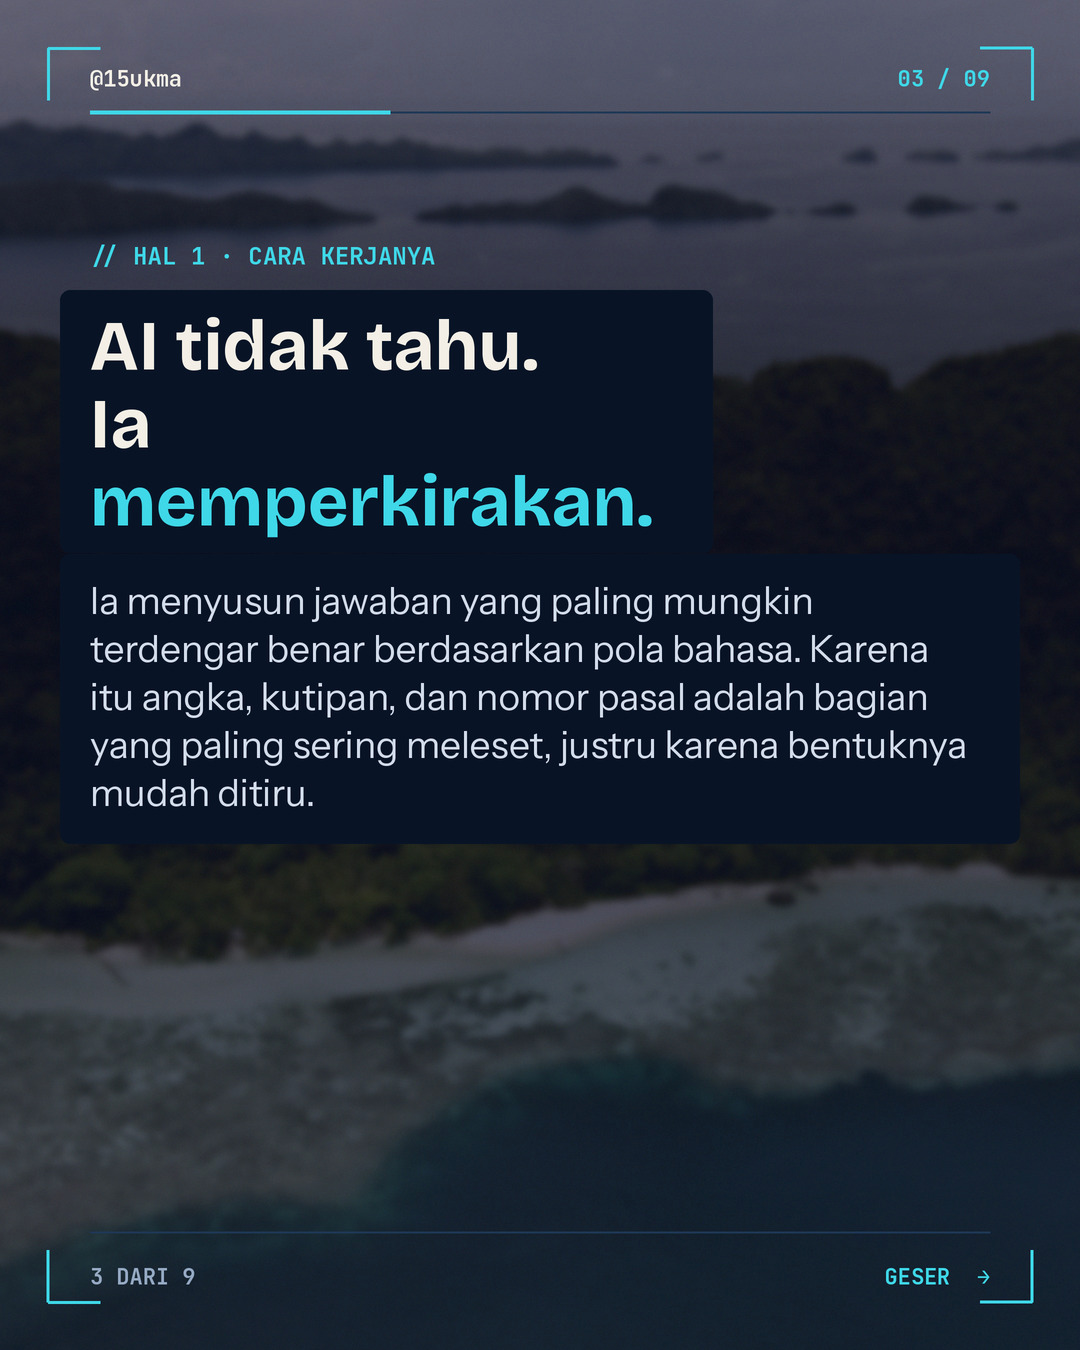 @15ukma
03 / 09
// HAL 1 · CARA KERJANYA
AI tidak tahu.
Ia
memperkirakan.
Ia menyusun jawaban yang paling mungkin
terdengar benar berdasarkan pola bahasa. Karena
itu angka, kutipan, dan nomor pasal adalah bagian
yang paling sering meleset, justru karena bentuknya
mudah ditiru.
3 DARI 9
GESER →